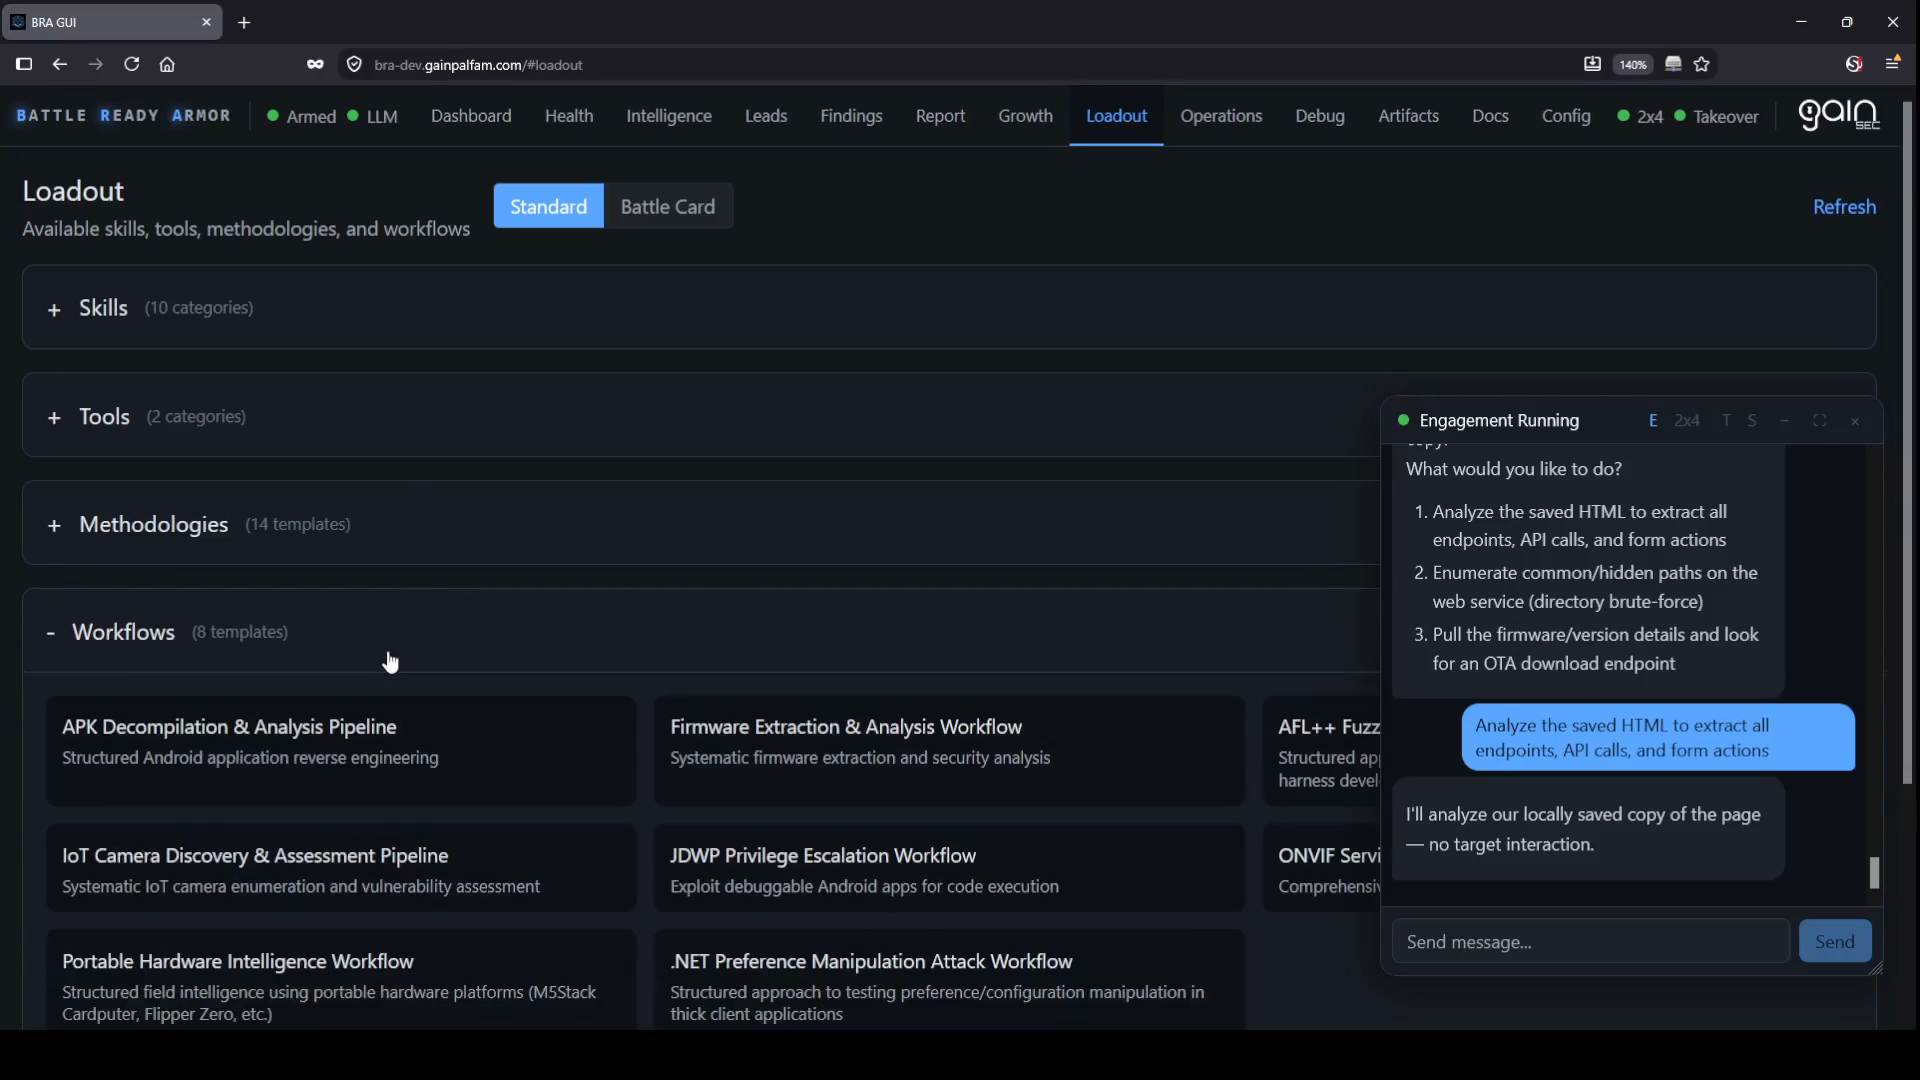 BRA GUI
bra-dev.gainpalfam.com/#loadout
140%
BATTLE READY ARMOR
Armed
LLM
Dashboard
Health
Intelligence
Leads
Findings
Report
Growth
Loadout
Operations
Debug
Artifacts
Docs
Config
2x4
Takeover
gain SEC
Loadout
Available skills, tools, methodologies, and workflows
Standard
Battle Card
Refresh
+ Skills (10 categories)
+ Tools (2 categories)
+ Methodologies (14 templates)
- Workflows (8 templates)
APK Decompilation & Analysis Pipeline
Structured Android application reverse engineering
Firmware Extraction & Analysis Workflow
Systematic firmware extraction and security analysis
AFL++ Fuzz
Structured ap
harness devel
IoT Camera Discovery & Assessment Pipeline
Systematic IoT camera enumeration and vulnerability assessment
JDWP Privilege Escalation Workflow
Exploit debuggable Android apps for code execution
ONVIF Servi
Comprehensiv
Portable Hardware Intelligence Workflow
Structured field intelligence using portable hardware platforms (M5Stack
Cardputer, Flipper Zero, etc.)
.NET Preference Manipulation Attack Workflow
Structured approach to testing preference/configuration manipulation in
thick client applications
Engagement Running
E 2x4 T S
What would you like to do?
1. Analyze the saved HTML to extract all
endpoints, API calls, and form actions
2. Enumerate common/hidden paths on the
web service (directory brute-force)
3. Pull the firmware/version details and look
for an OTA download endpoint
Analyze the saved HTML to extract all
endpoints, API calls, and form actions
I'll analyze our locally saved copy of the page
— no target interaction.
Send message...
Send